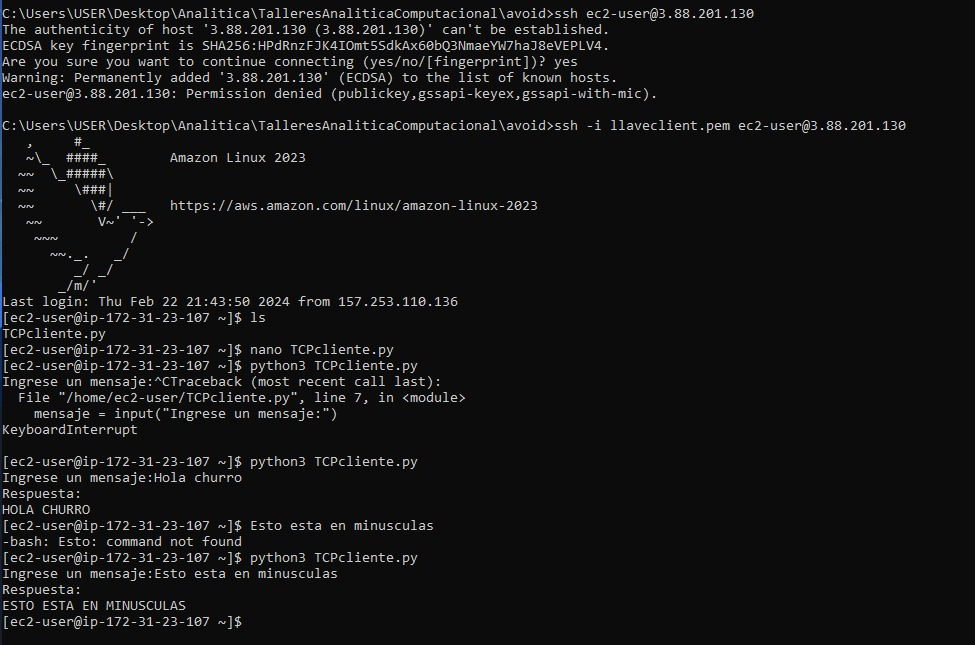 C:\Users\USER\Desktop\Analitica\TalleresAnaliticaComputacional\avoid>ssh ec2-user@3.88.201.130
The authenticity of host '3.88.201.130 (3.88.201.130)' can't be established.
ECDSA key fingerprint is SHA256:HPdRnzFJK4IOmt5SdkAx60bQ3NmaeYW7haJ8eVEPLV4.
Are you sure you want to continue connecting (yes/no/[fingerprint])? yes
Warning: Permanently added '3.88.201.130' (ECDSA) to the list of known hosts.
ec2-user@3.88.201.130: Permission denied (publickey,gssapi-keyex,gssapi-with-mic).

C:\Users\USER\Desktop\Analitica\TalleresAnaliticaComputacional\avoid>ssh -i llaveclient.pem ec2-user@3.88.201.130
   ,     #_
   ~\_  ####_        Amazon Linux 2023
  ~~  \_#####\
  ~~     \###|
  ~~       \#/ ___   https://aws.amazon.com/linux/amazon-linux-2023
   ~~       V~' '->
    ~~~         /
      ~~._.   _/
         _/ _/
       _/m/'
Last login: Thu Feb 22 21:43:50 2024 from 157.253.110.136
[ec2-user@ip-172-31-23-107 ~]$ ls
TCPcliente.py
[ec2-user@ip-172-31-23-107 ~]$ nano TCPcliente.py
[ec2-user@ip-172-31-23-107 ~]$ python3 TCPcliente.py
Ingrese un mensaje:^CTraceback (most recent call last):
  File "/home/ec2-user/TCPcliente.py", line 7, in <module>
    mensaje = input("Ingrese un mensaje:")
KeyboardInterrupt

[ec2-user@ip-172-31-23-107 ~]$ python3 TCPcliente.py
Ingrese un mensaje:Hola churro
Respuesta:
HOLA CHURRO
[ec2-user@ip-172-31-23-107 ~]$ Esto esta en minusculas
-bash: Esto: command not found
[ec2-user@ip-172-31-23-107 ~]$ python3 TCPcliente.py
Ingrese un mensaje:Esto esta en minusculas
Respuesta:
ESTO ESTA EN MINUSCULAS
[ec2-user@ip-172-31-23-107 ~]$